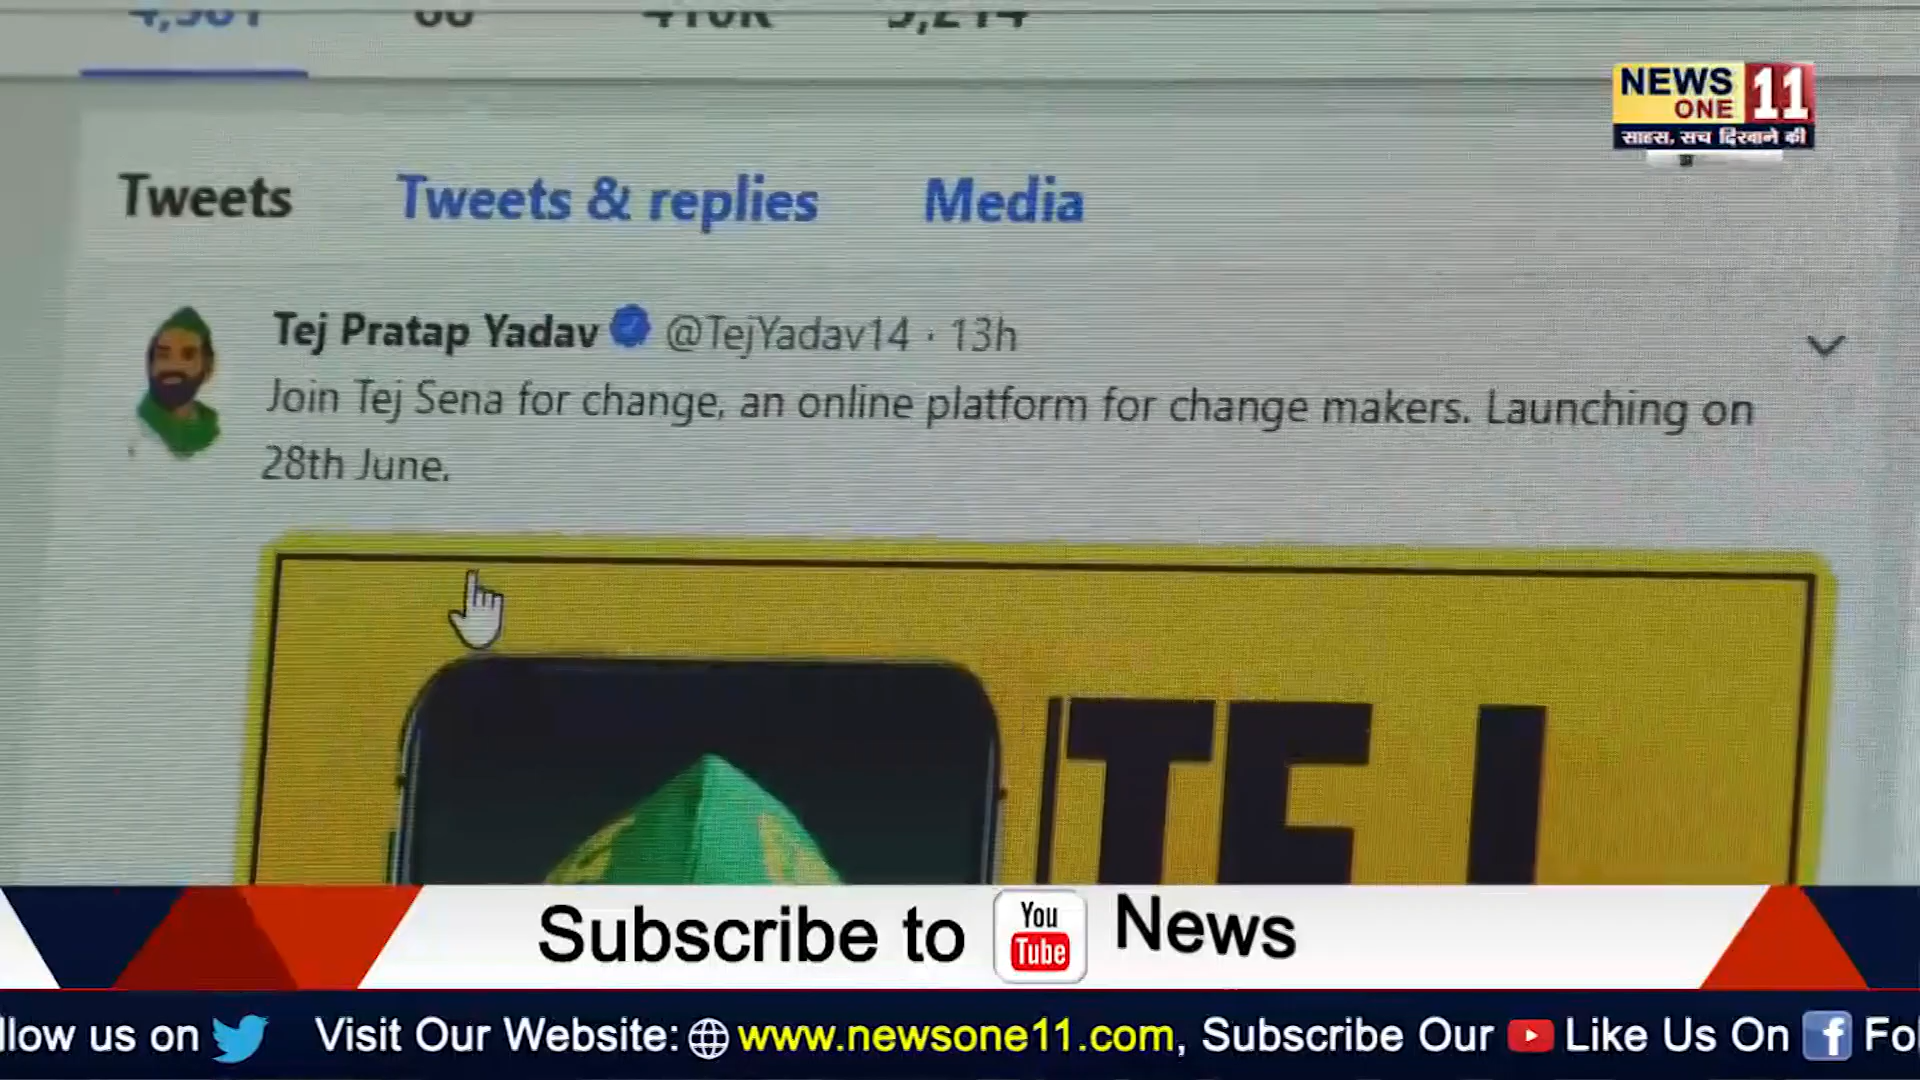 NEWS
ONE 11
साहस, सच दिखाने की
Tweets Tweets & replies Media
Tej Pratap Yadav @TejYadav14 · 13h
Join Tej Sena for change, an online platform for change makers. Launching on
28th June.
TEJ
Subscribe to You Tube News
llow us on Visit Our Website: www.newsone11.com, Subscribe Our Like Us On Fol